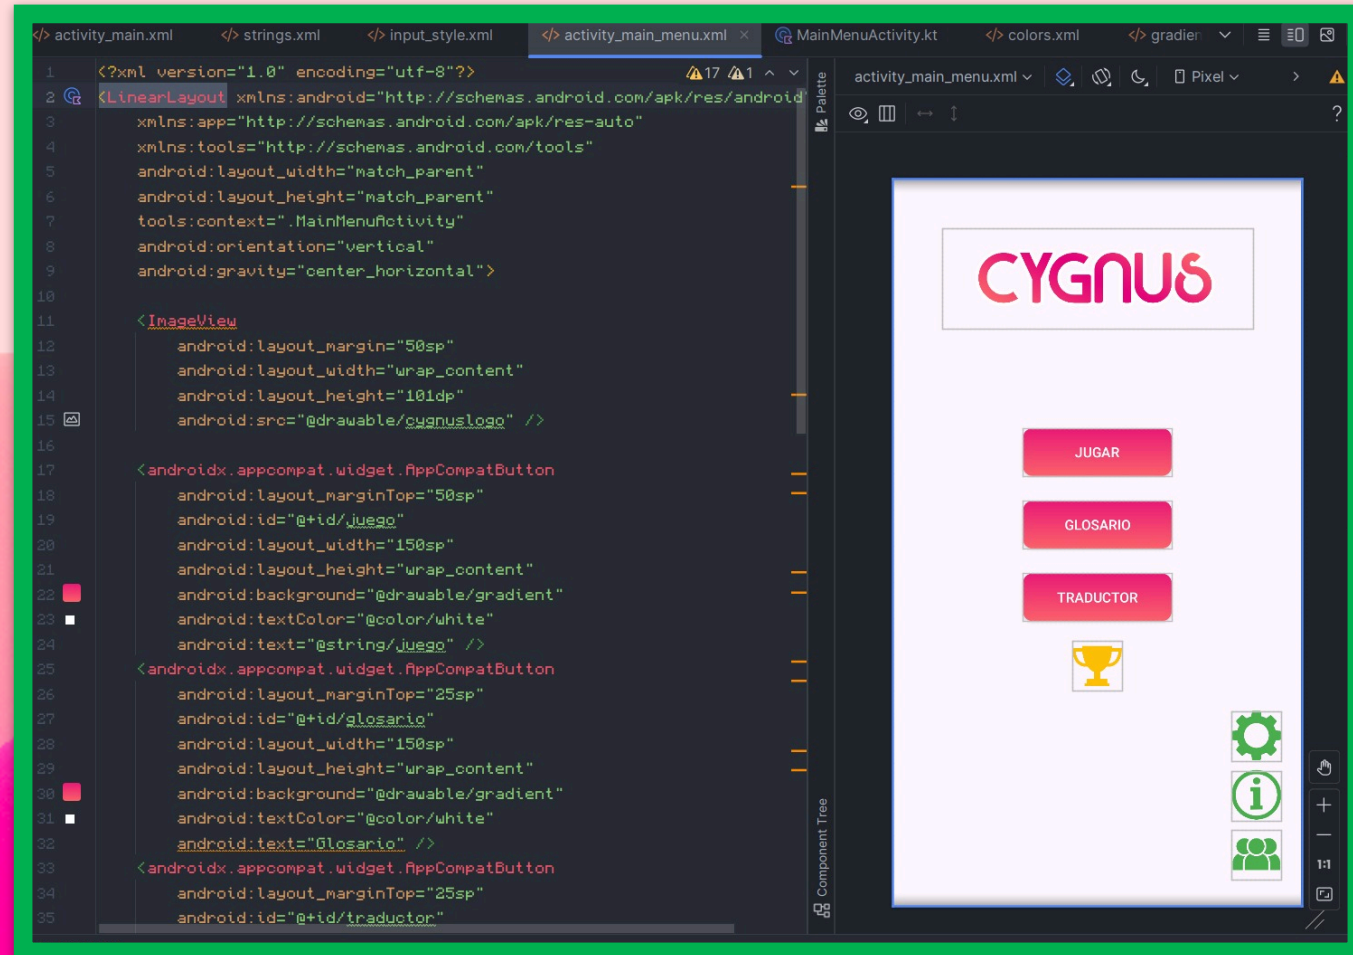 </> activity_main.xml </> strings.xml </> input_style.xml </> activity_main_menu.xml × MainMenuActivity.kt </> colors.xml </> gradien
1 <?xml version="1.0" encoding="utf-8"?> 17 1
2 <LinearLayout xmlns:android="http://schemas.android.com/apk/res/android"
3 xmlns:app="http://schemas.android.com/apk/res-auto"
4 xmlns:tools="http://schemas.android.com/tools"
5 android:layout_width="match_parent"
6 android:layout_height="match_parent"
7 tools:context=".MainMenuActivity"
8 android:orientation="vertical"
9 android:gravity="center_horizontal">
10
11 <ImageView
12 android:layout_margin="50sp"
13 android:layout_width="wrap_content"
14 android:layout_height="101dp"
15 android:src="@drawable/cygnuslogo" />
16
17 <androidx.appcompat.widget.AppCompatButton
18 android:layout_marginTop="50sp"
19 android:id="@+id/juego"
20 android:layout_width="150sp"
21 android:layout_height="wrap_content"
22 android:background="@drawable/gradient"
23 android:textColor="@color/white"
24 android:text="@string/juego" />
25 <androidx.appcompat.widget.AppCompatButton
26 android:layout_marginTop="25sp"
27 android:id="@+id/glosario"
28 android:layout_width="150sp"
29 android:layout_height="wrap_content"
30 android:background="@drawable/gradient"
31 android:textColor="@color/white"
32 android:text="Glosario" />
33 <androidx.appcompat.widget.AppCompatButton
34 android:layout_marginTop="25sp"
35 android:id="@+id/traductor"
Palette
Component Tree
activity_main_menu.xml Pixel
?
CYGNUS
JUGAR
GLOSARIO
TRADUCTOR
i
1:1